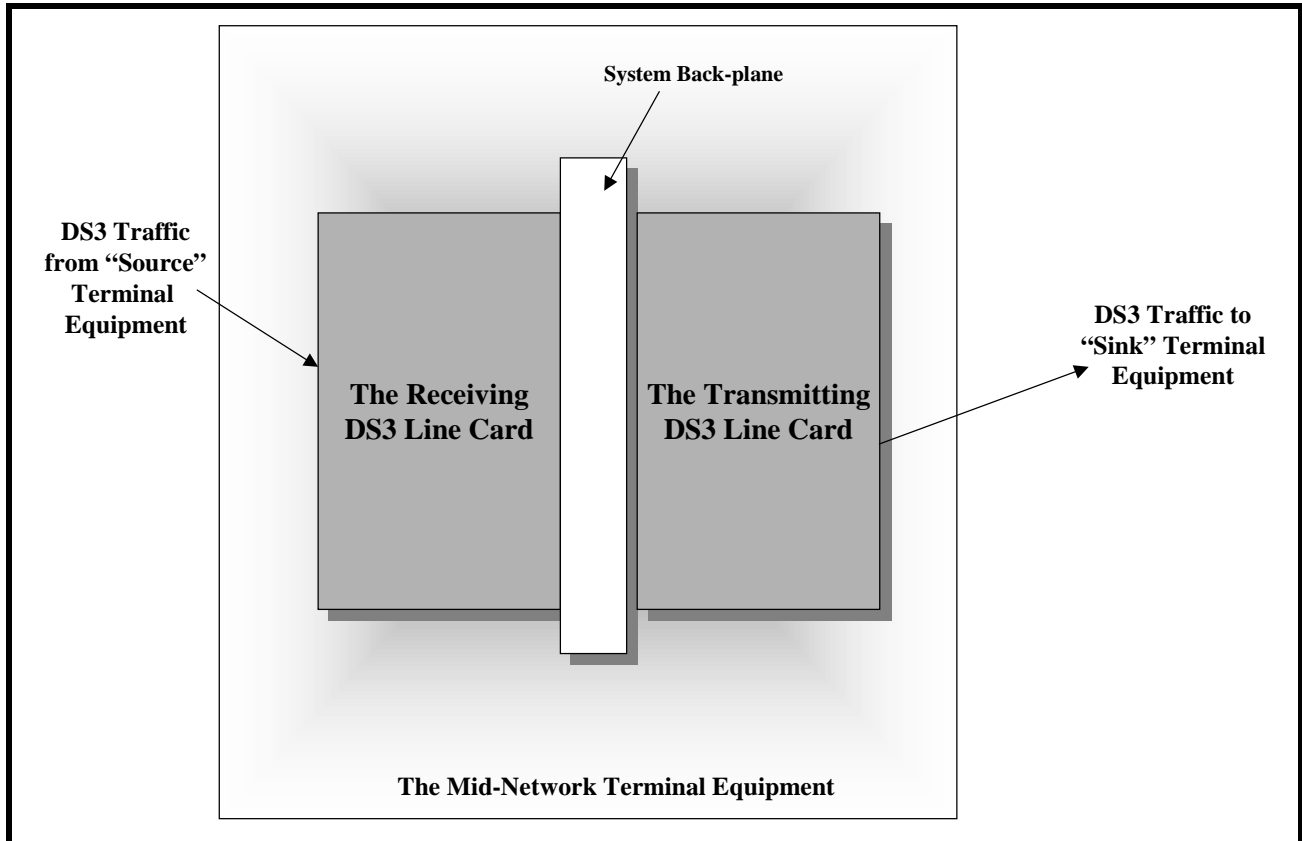 System Back-plane
DS3 Traffic
from “Source”
Terminal
Equipment
The Receiving
DS3 Line Card
The Transmitting
DS3 Line Card
DS3 Traffic to
“Sink” Terminal
Equipment
The Mid-Network Terminal Equipment